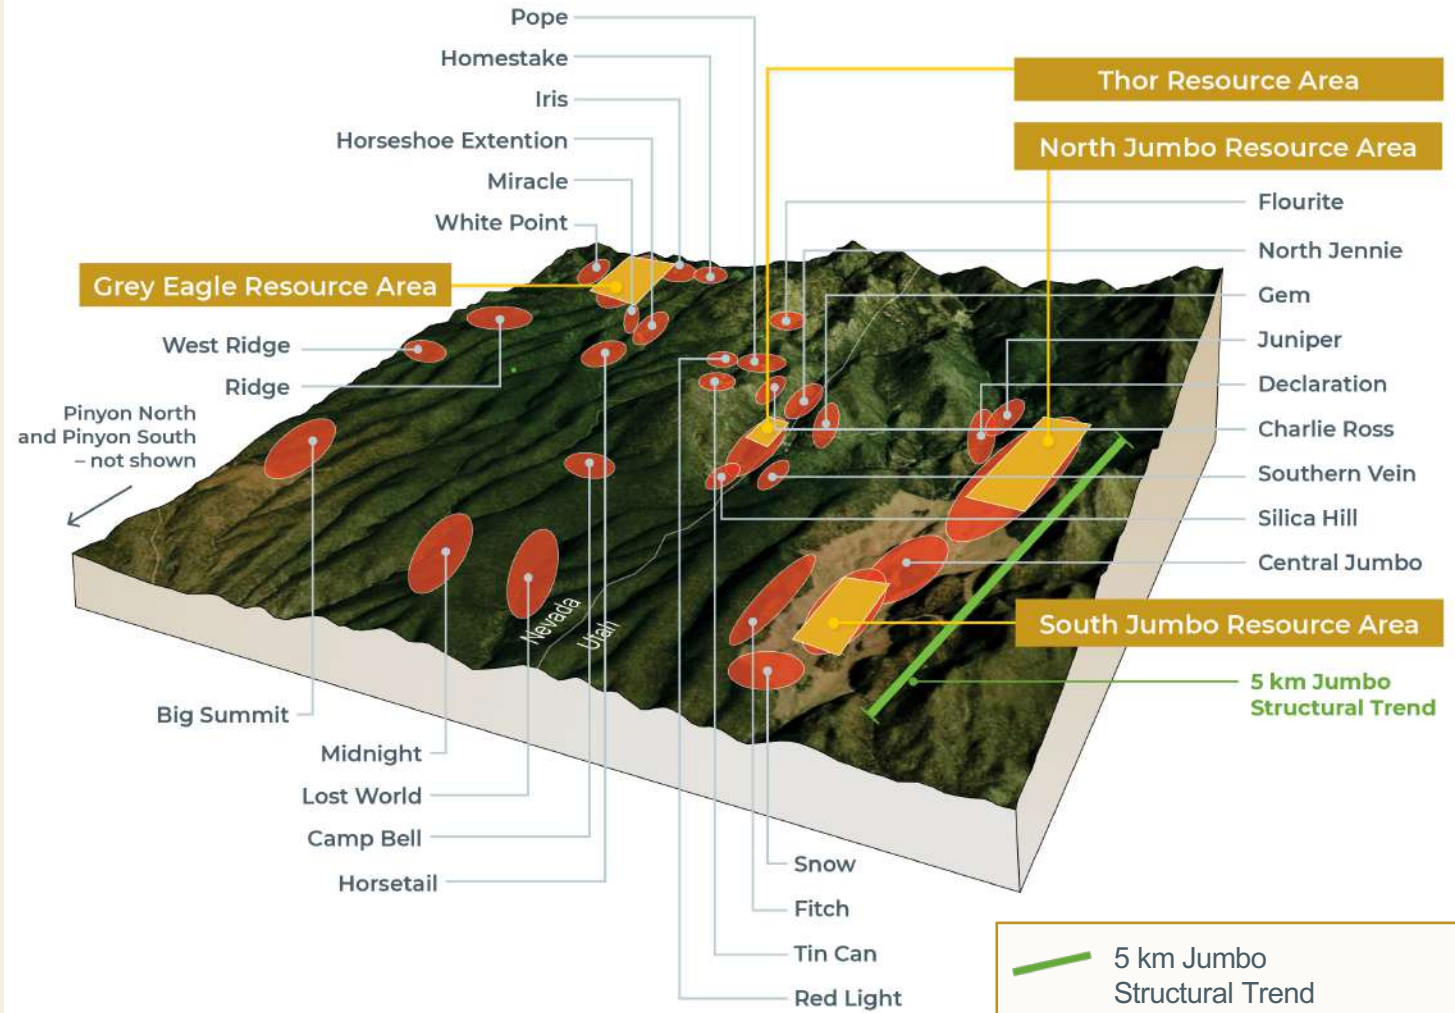 Pope
Homestake
Iris
Horseshoe Extention
Miracle
White Point
Grey Eagle Resource Area
West Ridge
Ridge
Pinyon North
and Pinyon South
– not shown
Big Summit
Midnight
Lost World
Camp Bell
Horsetail
Nevada
Utah
Thor Resource Area
North Jumbo Resource Area
Flourite
North Jennie
Gem
Juniper
Declaration
Charlie Ross
Southern Vein
Silica Hill
Central Jumbo
South Jumbo Resource Area
5 km Jumbo
Structural Trend
Snow
Fitch
Tin Can
Red Light
5 km Jumbo
Structural Trend